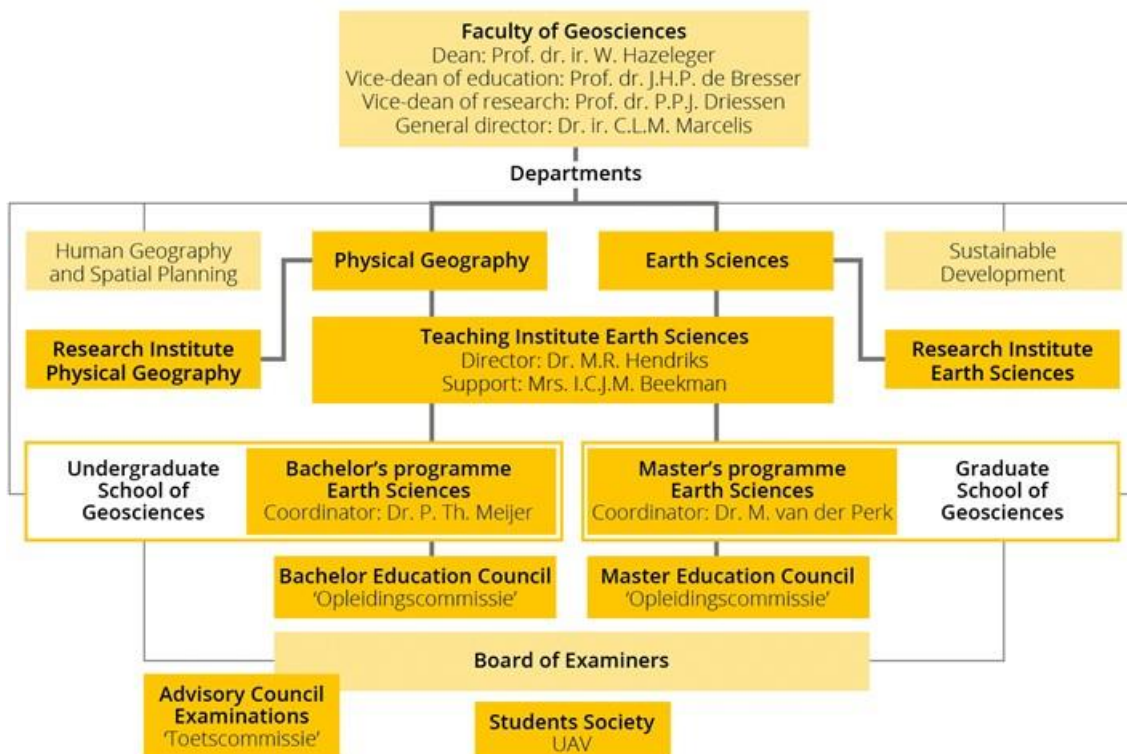 Faculty of Geosciences
Dean: Prof. dr. ir. W. Hazeleger
Vice-dean of education: Prof. dr. J.H.P. de Bresser
Vice-dean of research: Prof. dr. P.P.J. Driessen
General director: Dr. ir. C.L.M. Marcelis
Departments
Human Geography
and Spatial Planning
Physical Geography
Earth Sciences
Sustainable
Development
Research Institute
Physical Geography
Teaching Institute Earth Sciences
Director: Dr. M.R. Hendriks
Support: Mrs. I.C.J.M. Beekman
Research Institute
Earth Sciences
Undergraduate
School of
Geosciences
Bachelor's programme
Earth Sciences
Coordinator: Dr. P. Th. Meijer
Master's programme
Earth Sciences
Coordinator: Dr. M. van der Perk
Graduate
School of
Geosciences
Bachelor Education Council
'Opleidingscommissie'
Master Education Council
'Opleidingscommissie'
Board of Examiners
Advisory Council
Examinations
'Toetscommissie'
Students Society
UAV